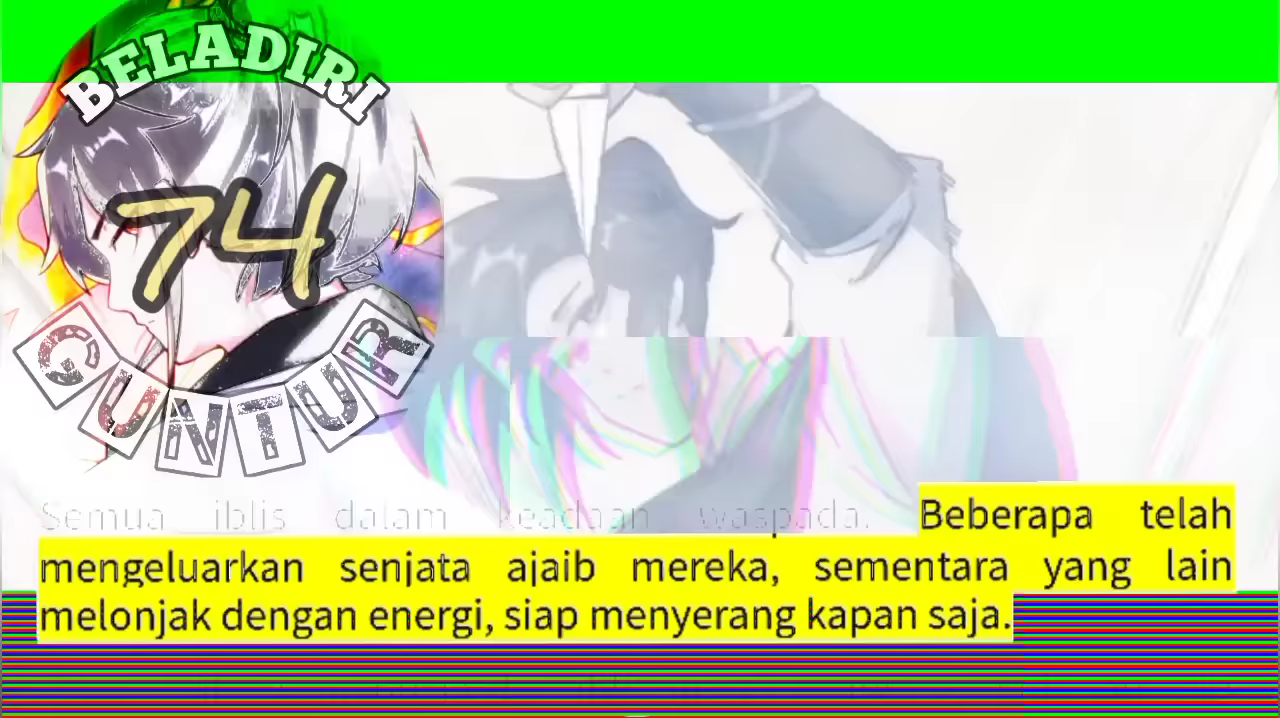 BELADIRI
74
GUNTUR
Semua iblis dalam keadaan waspada. Beberapa telah
mengeluarkan senjata ajaib mereka, sementara yang lain
melonjak dengan energi, siap menyerang kapan saja.